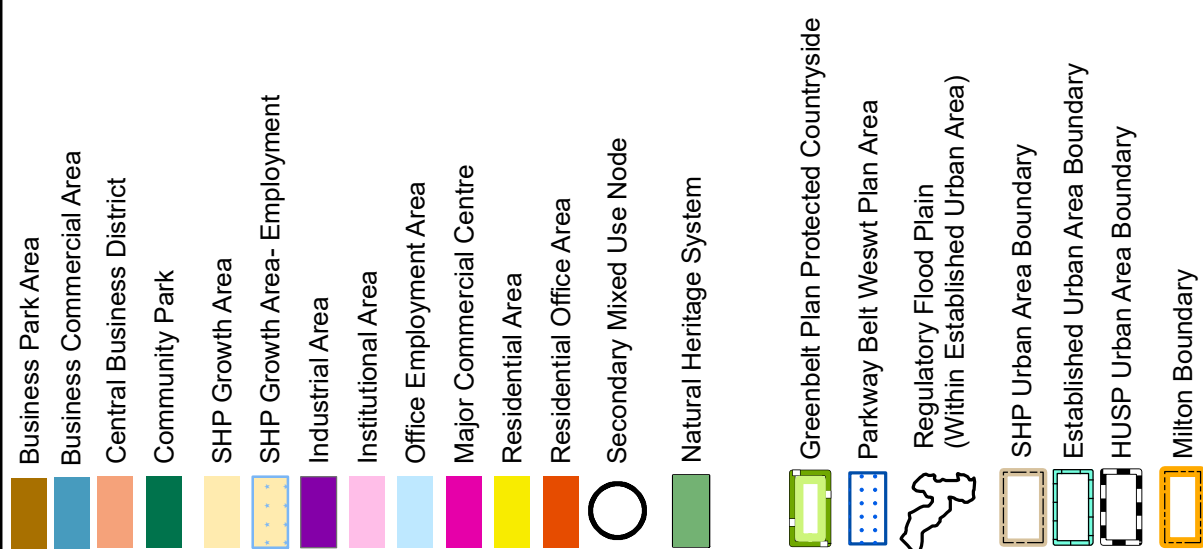 Business Park Area
Business Commercial Area
Central Business District
Community Park
SHP Growth Area
SHP Growth Area- Employment
Industrial Area
Institutional Area
Office Employment Area
Major Commercial Centre
Residential Area
Residential Office Area
Secondary Mixed Use Node
Natural Heritage System
Greenbelt Plan Protected Countryside
Parkway Belt Weswt Plan Area
Regulatory Flood Plain
(Within Established Urban Area)
SHP Urban Area Boundary
Established Urban Area Boundary
HUSP Urban Area Boundary
Milton Boundary